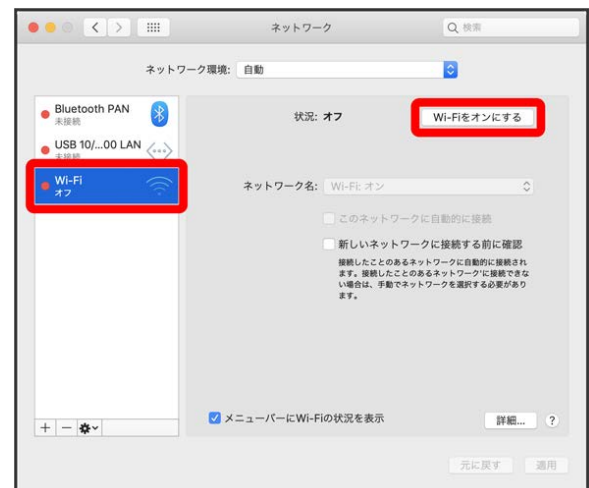 ネットワーク
検索
ネットワーク環境: 自動
Bluetooth PAN
未接続
USB 10/...00 LAN
未接続
Wi-Fi
オフ
状況: オフ
Wi-Fiをオンにする
ネットワーク名: Wi-Fi: オン
このネットワークに自動的に接続
新しいネットワークに接続する前に確認
接続したことのあるネットワークに自動的に接続され
ます。接続したことのあるネットワークに接続できな
い場合は、手動でネットワークを選択する必要があり
ます。
メニューバーにWi-Fiの状況を表示
詳細...
?
元に戻す
適用